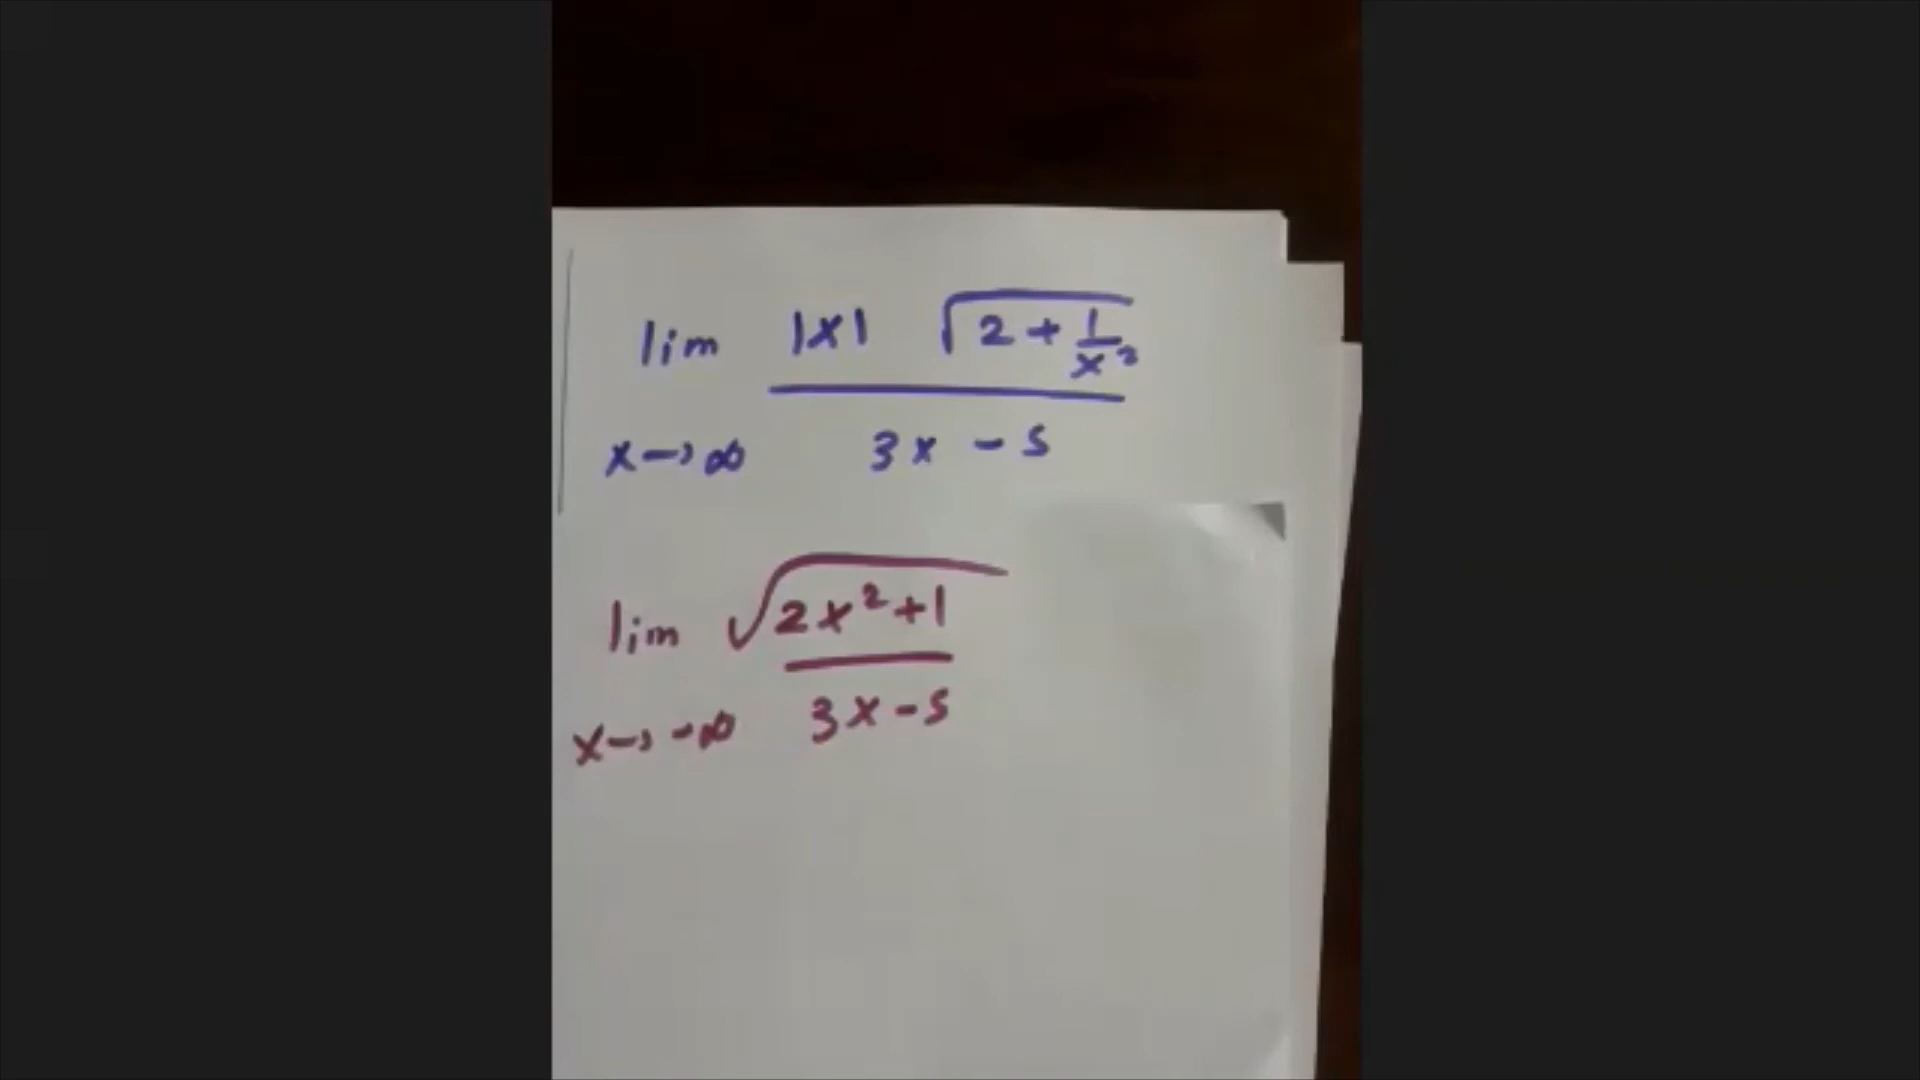 lim |x| √(2 + 1/x²)
x→∞ 3x - 5
lim √(2x²+1)
x→-∞ 3x-5